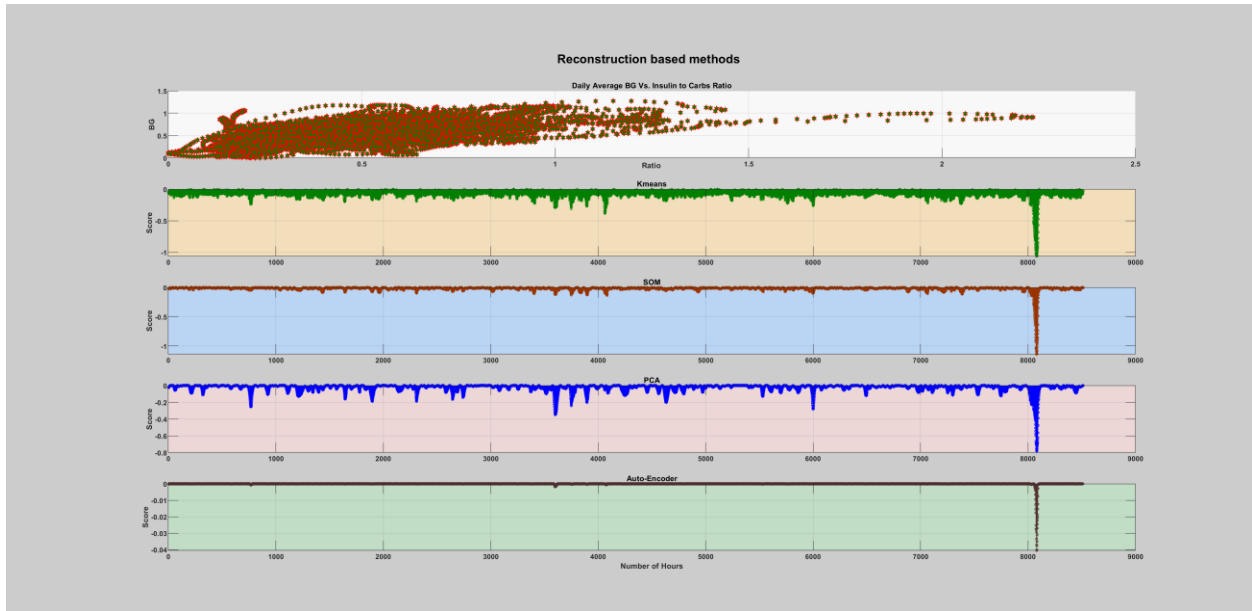 Reconstruction based methods
Daily Average BG Vs. Insulin to Carbs Ratio
1.5
1
0.5
0
BG
0 0.5 1 1.5 2 2.5
Ratio
Kmeans
0
-0.5
-1
Score
0 1000 2000 3000 4000 5000 6000 7000 8000 9000
SOM
0
-0.5
-1
Score
0 1000 2000 3000 4000 5000 6000 7000 8000 9000
PCA
0
-0.2
-0.4
-0.6
-0.8
Score
0 1000 2000 3000 4000 5000 6000 7000 8000 9000
Auto-Encoder
0
-0.01
-0.02
-0.03
-0.04
Score
0 1000 2000 3000 4000 5000 6000 7000 8000 9000
Number of Hours